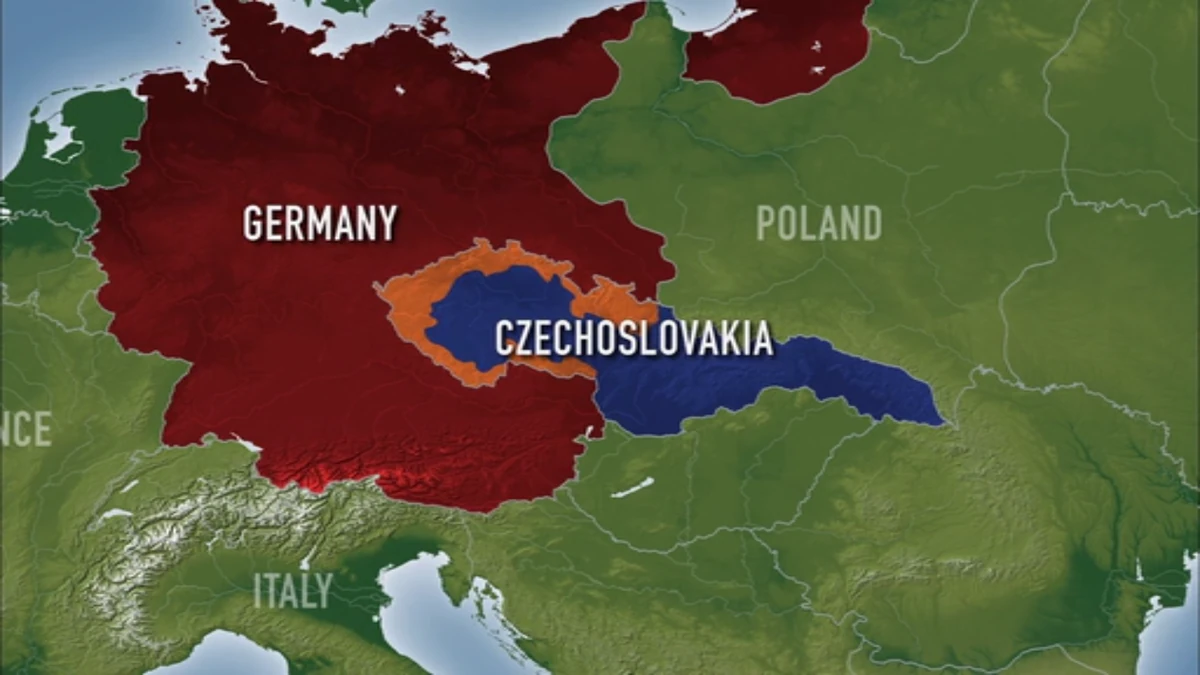 GERMANY
POLAND
CZECHOSLOVAKIA
NCE
ITALY